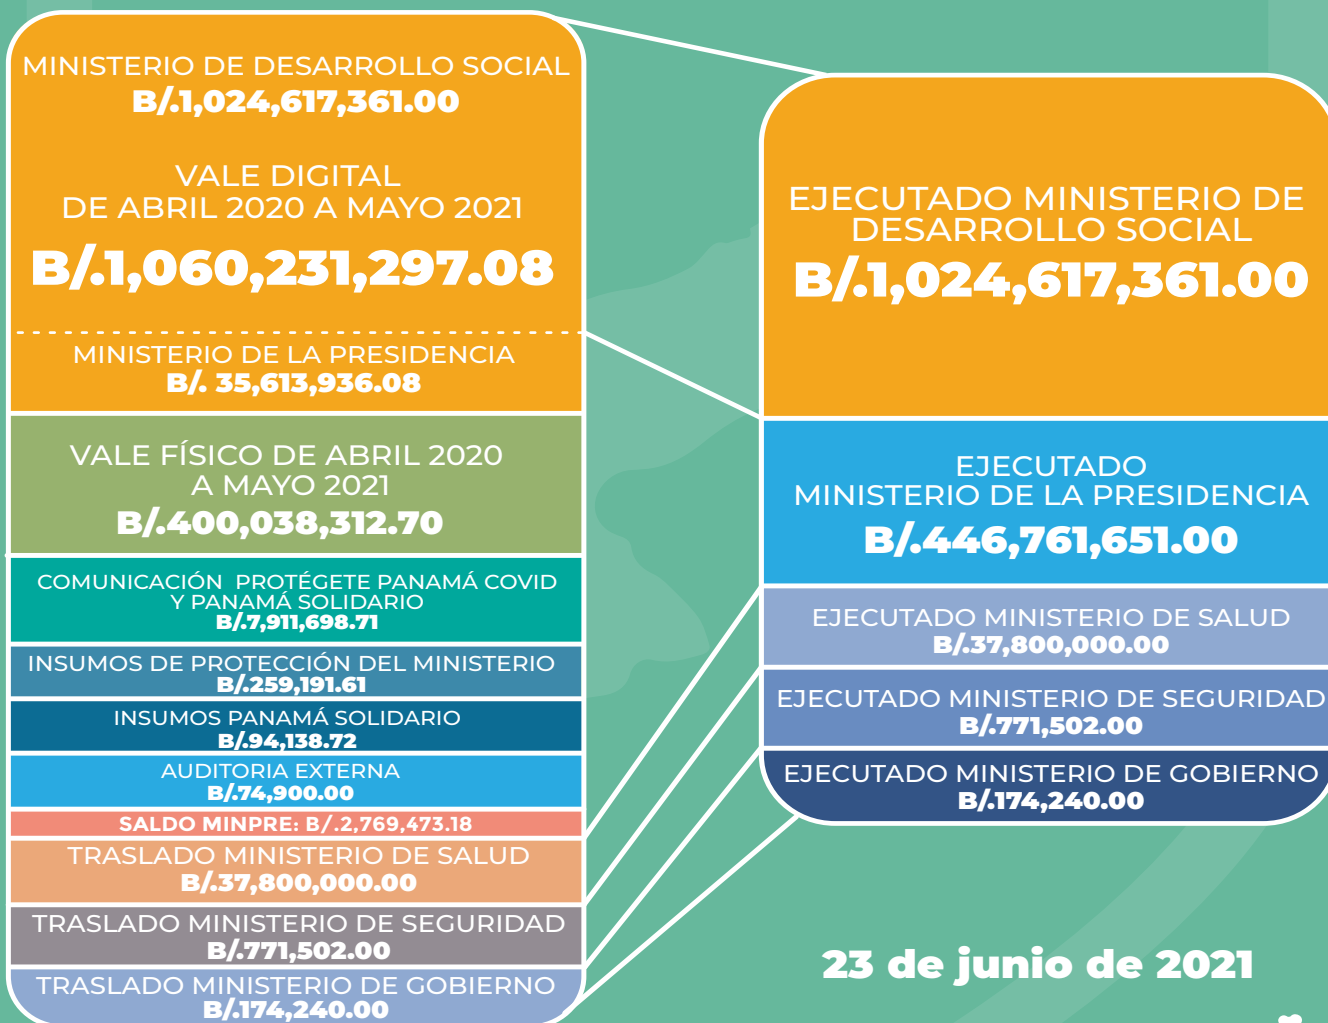 MINISTERIO DE DESARROLLO SOCIAL
B/.1,024,617,361.00
VALE DIGITAL
DE ABRIL 2020 A MAYO 2021
B/.1,060,231,297.08
MINISTERIO DE LA PRESIDENCIA
B/. 35,613,936.08
VALE FÍSICO DE ABRIL 2020
A MAYO 2021
B/.400,038,312.70
COMUNICACIÓN PROTÉGETE PANAMÁ COVID
Y PANAMÁ SOLIDARIO
B/.7,911,698.71
INSUMOS DE PROTECCIÓN DEL MINISTERIO
B/.259,191.61
INSUMOS PANAMÁ SOLIDARIO
B/.94,138.72
AUDITORIA EXTERNA
B/.74,900.00
SALDO MINPRE: B/.2,769,473.18
TRASLADO MINISTERIO DE SALUD
B/.37,800,000.00
TRASLADO MINISTERIO DE SEGURIDAD
B/.771,502.00
TRASLADO MINISTERIO DE GOBIERNO
B/.174,240.00
EJECUTADO MINISTERIO DE
DESARROLLO SOCIAL
B/.1,024,617,361.00
EJECUTADO
MINISTERIO DE LA PRESIDENCIA
B/.446,761,651.00
EJECUTADO MINISTERIO DE SALUD
B/.37,800,000.00
EJECUTADO MINISTERIO DE SEGURIDAD
B/.771,502.00
EJECUTADO MINISTERIO DE GOBIERNO
B/.174,240.00
23 de junio de 2021